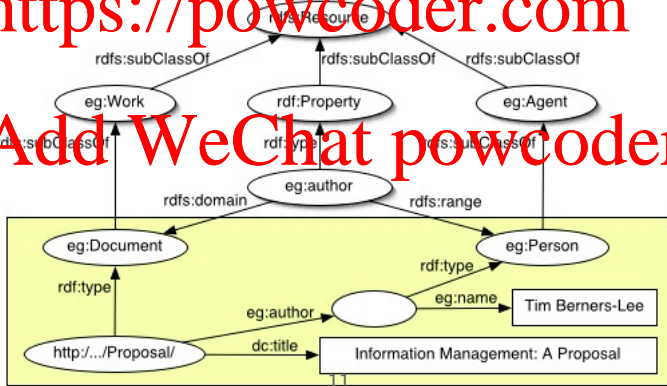 https://powcoder.com
rdfs:Resource
rdfs:subClassOf rdfs:subClassOf rdfs:subClassOf
eg:Work rdf:Property eg:Agent
Add WeChat powcoder
rdfs:subClassOf rdf:type rdfs:subClassOf
eg:author
rdfs:domain rdfs:range
eg:Document eg:Person
rdf:type rdf:type
eg:author eg:name Tim Berners-Lee
http:/.../Proposal/ dc:title Information Management: A Proposal
11